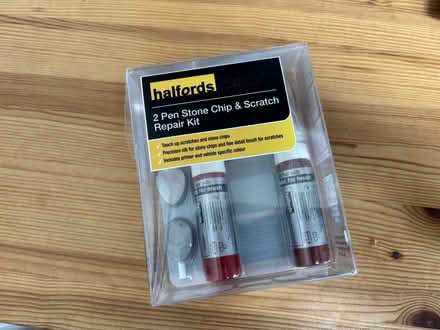 halfords
2 Pen Stone Chip & Scratch
Repair Kit
Touch up scratches and stone chips
Precision nib for stone chips and fine detail brush for scratches
Includes primer and vehicle specific colour